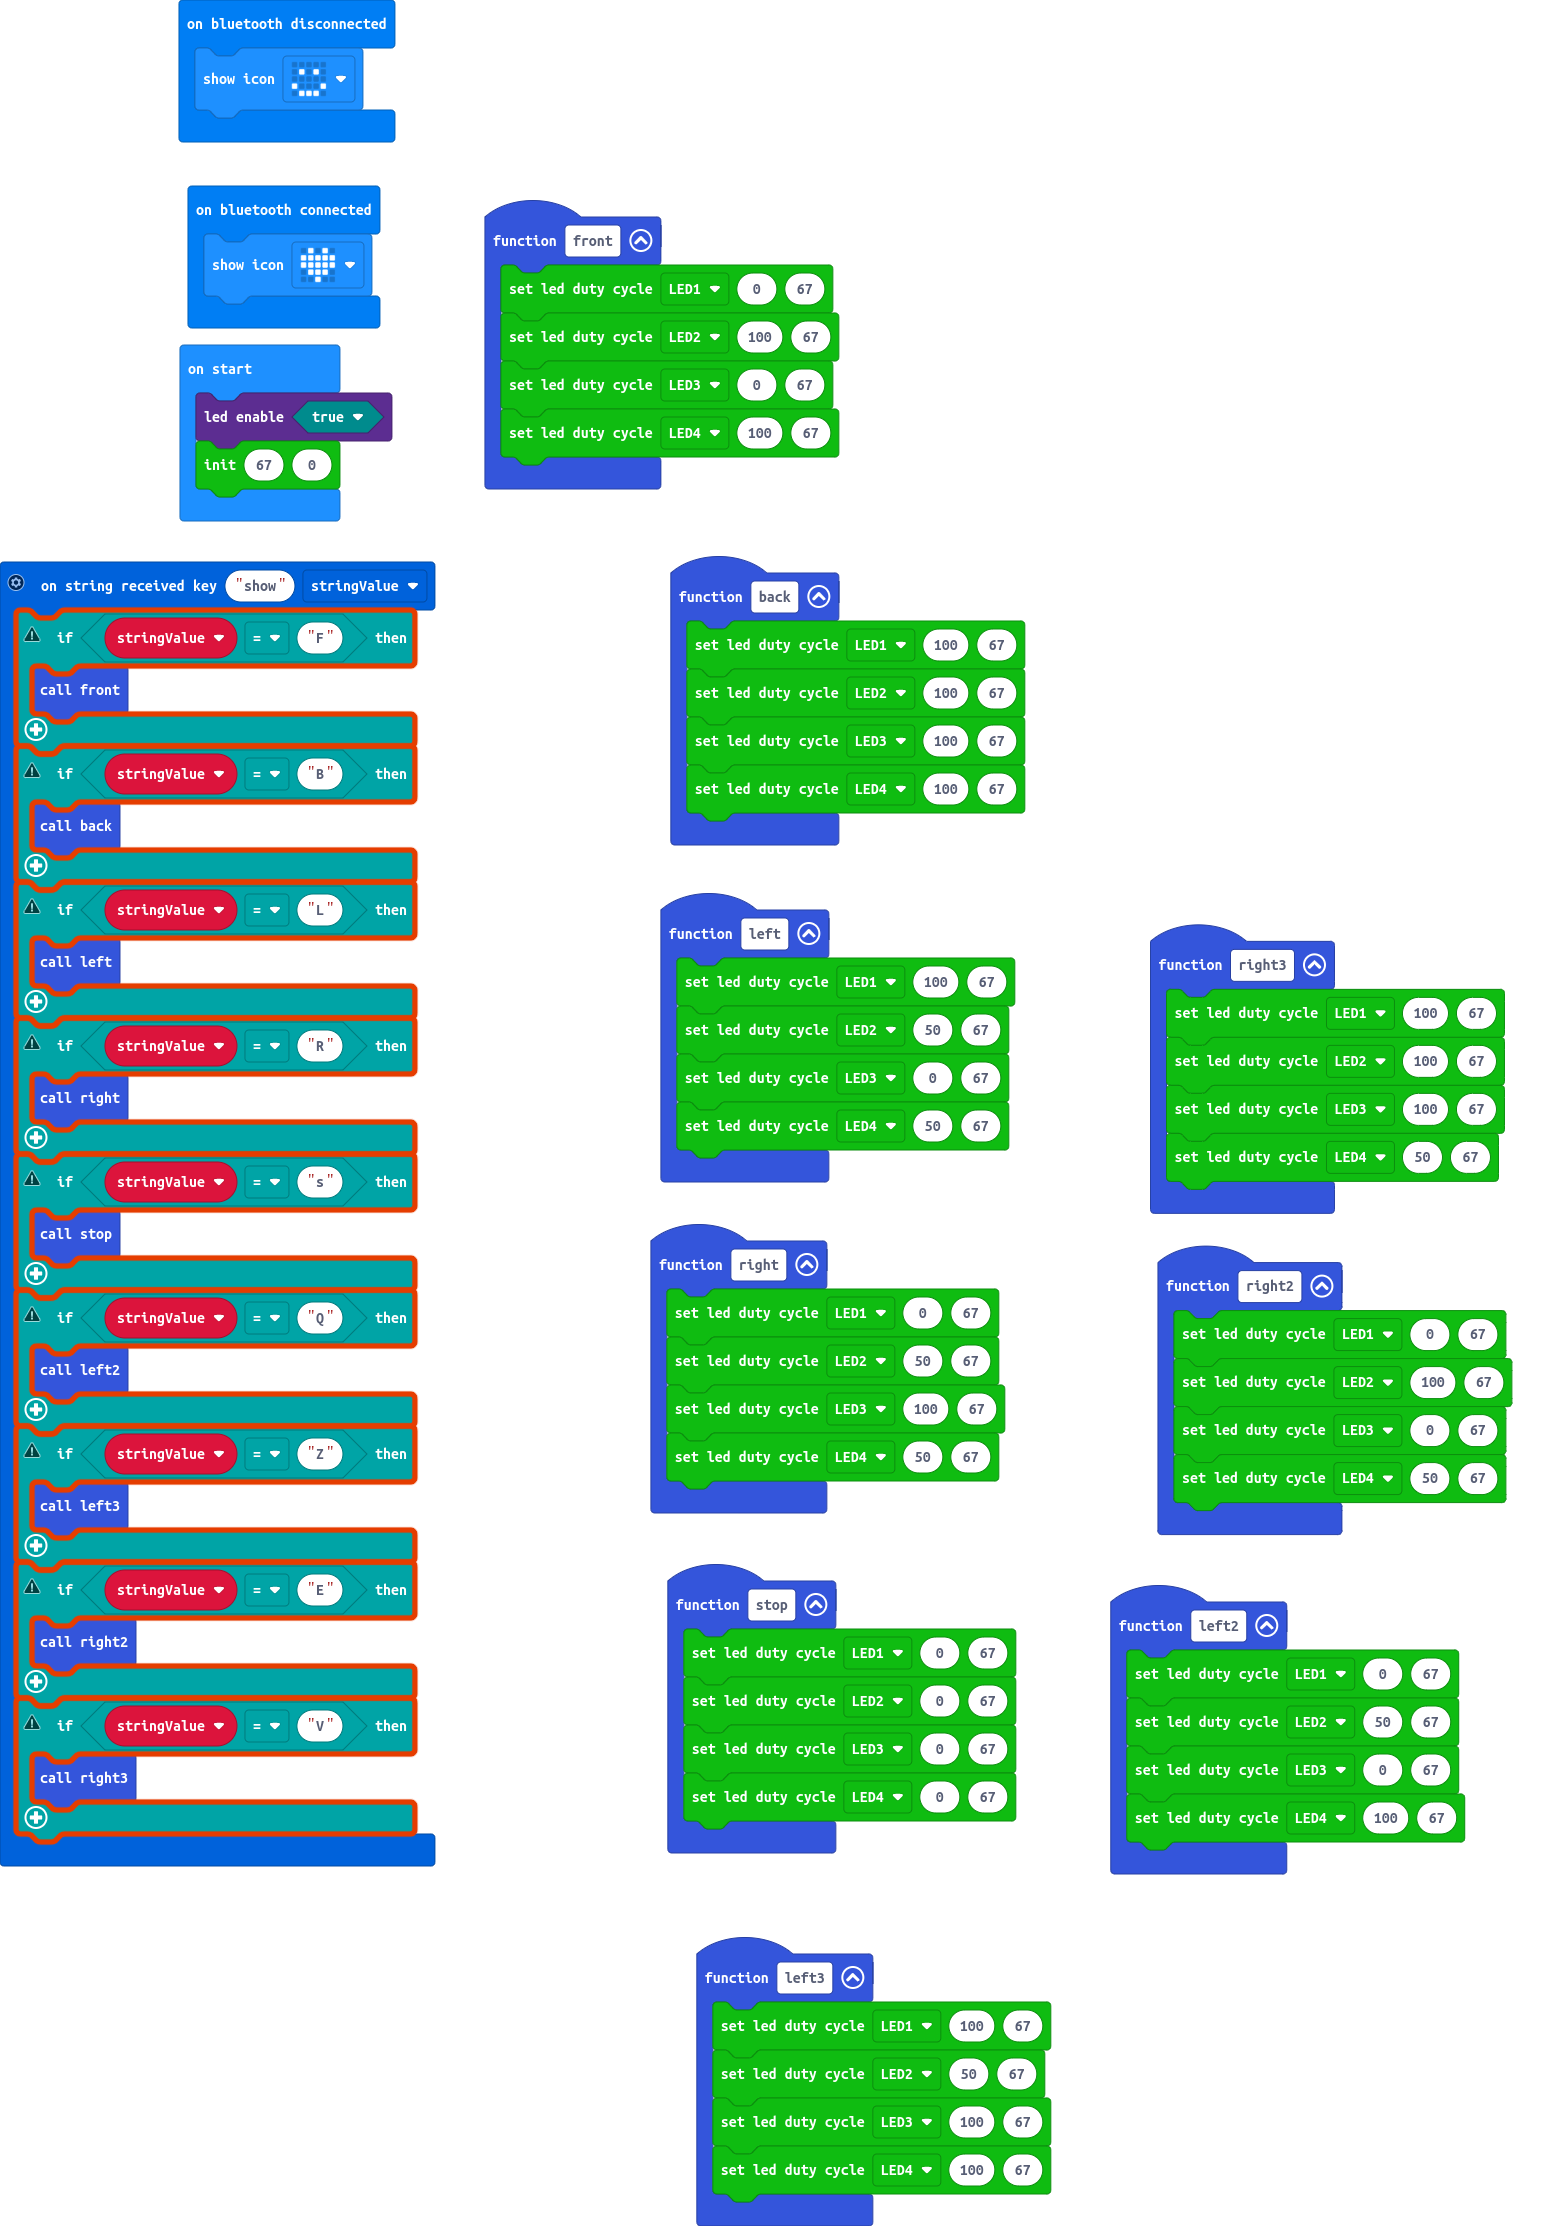 on bluetooth disconnected
show icon
on bluetooth connected
show icon
on start
led enable true
init 67 0
on string received key "show" stringValue
if stringValue = "F" then
call front
if stringValue = "B" then
call back
if stringValue = "L" then
call left
if stringValue = "R" then
call right
if stringValue = "s" then
call stop
if stringValue = "Q" then
call left2
if stringValue = "Z" then
call left3
if stringValue = "E" then
call right2
if stringValue = "V" then
call right3
function front
set led duty cycle LED1 0 67
set led duty cycle LED2 100 67
set led duty cycle LED3 0 67
set led duty cycle LED4 100 67
function back
set led duty cycle LED1 100 67
set led duty cycle LED2 100 67
set led duty cycle LED3 100 67
set led duty cycle LED4 100 67
function left
set led duty cycle LED1 100 67
set led duty cycle LED2 50 67
set led duty cycle LED3 0 67
set led duty cycle LED4 50 67
function right
set led duty cycle LED1 0 67
set led duty cycle LED2 50 67
set led duty cycle LED3 100 67
set led duty cycle LED4 50 67
function stop
set led duty cycle LED1 0 67
set led duty cycle LED2 0 67
set led duty cycle LED3 0 67
set led duty cycle LED4 0 67
function left3
set led duty cycle LED1 100 67
set led duty cycle LED2 50 67
set led duty cycle LED3 100 67
set led duty cycle LED4 100 67
function right3
set led duty cycle LED1 100 67
set led duty cycle LED2 100 67
set led duty cycle LED3 100 67
set led duty cycle LED4 50 67
function right2
set led duty cycle LED1 0 67
set led duty cycle LED2 100 67
set led duty cycle LED3 0 67
set led duty cycle LED4 50 67
function left2
set led duty cycle LED1 0 67
set led duty cycle LED2 50 67
set led duty cycle LED3 0 67
set led duty cycle LED4 100 67